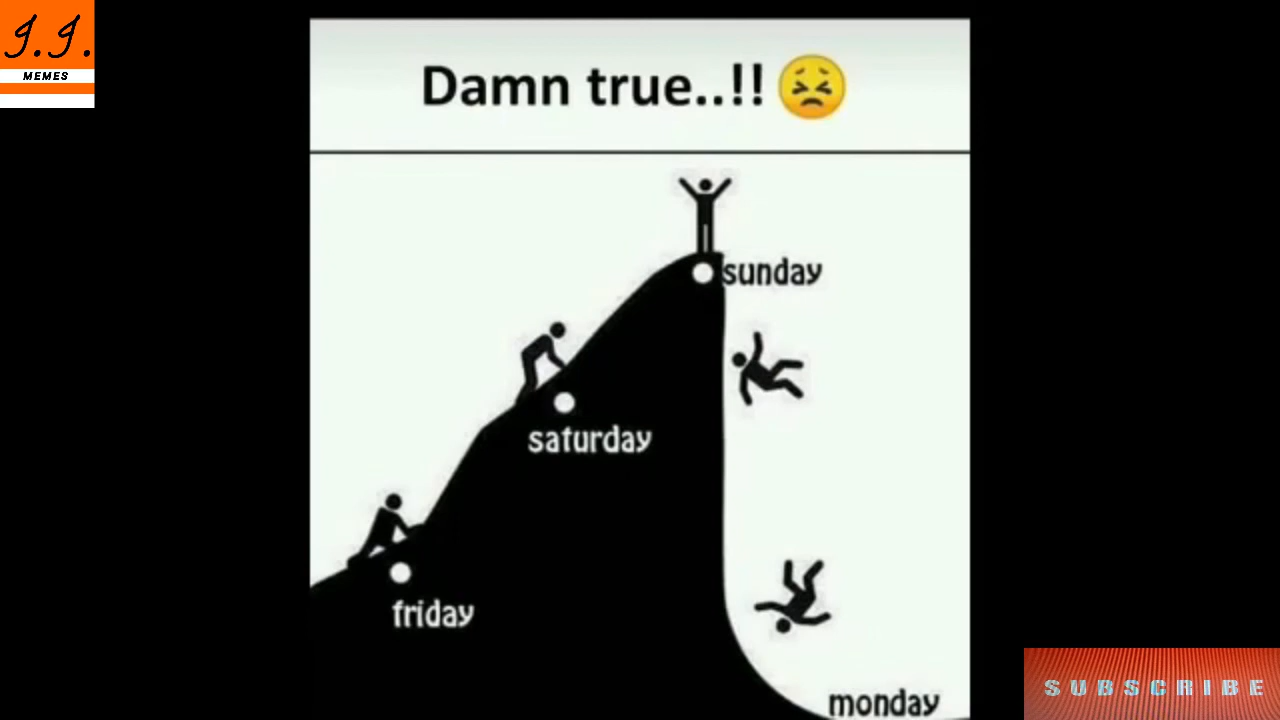 J.J.
MEMES
Damn true..!! 😣
sunday
saturday
friday
monday
SUBSCRIBE